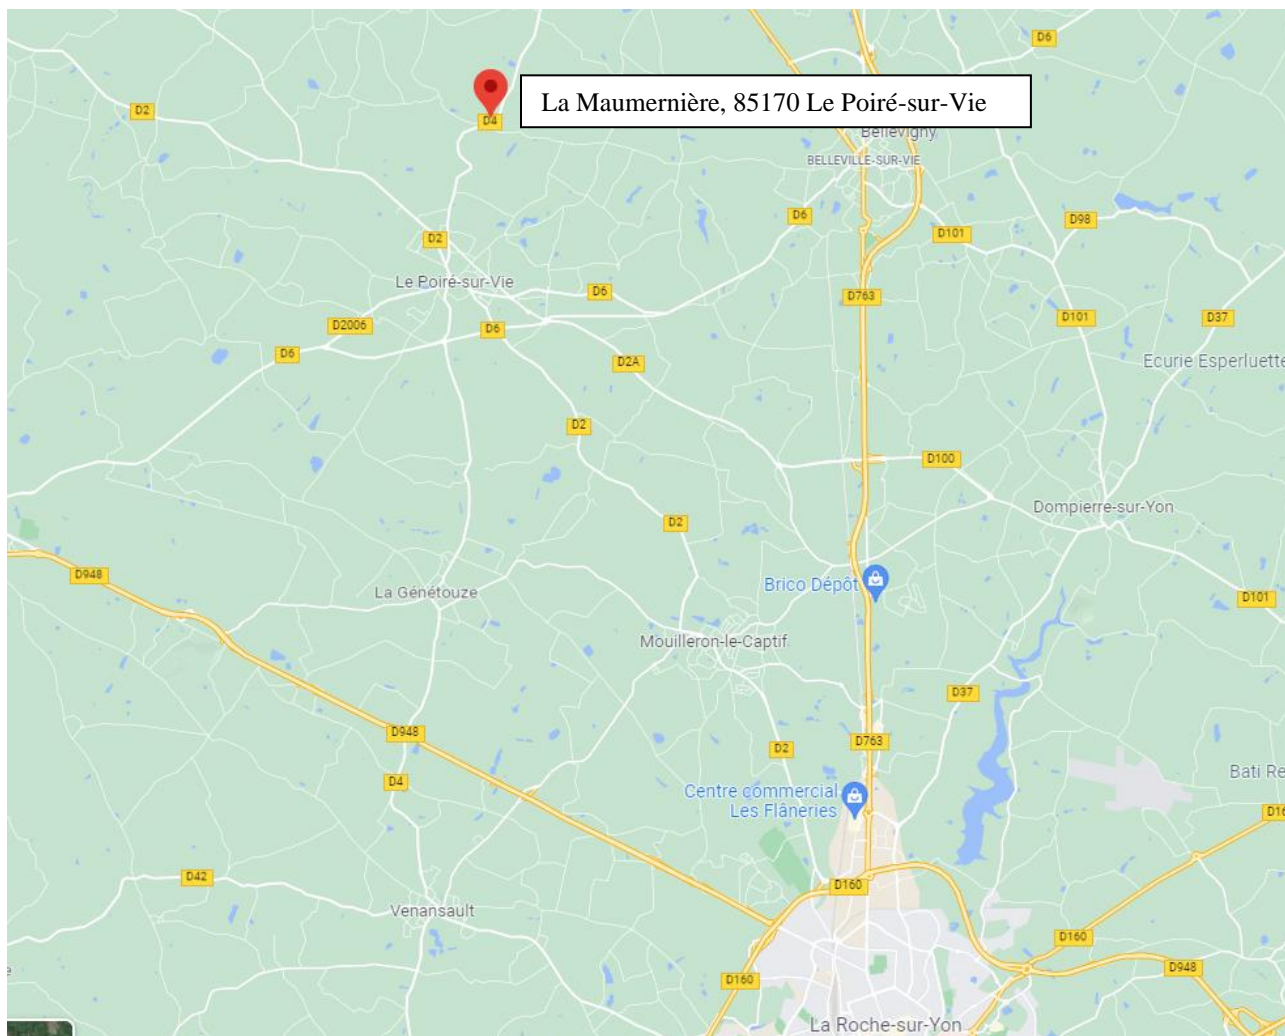 D6
D2
La Maumernière, 85170 Le Poiré-sur-Vie
D4
Bellevigny
BELLEVILLE-SUR-VIE
D6
D98
D2
D101
Le Poiré-sur-Vie
D6
D763
D2006
D6
D101
D37
D6
D2A
Ecurie Esperluette
D2
D100
Dompierre-sur-Yon
D2
D948
Brico Dépôt
La Génétouze
D101
Mouilleron-le-Captif
D37
D948
D763
D2
D4
Bati Re
Centre commercial
Les Flâneries
D16
D42
D160
Venansault
D160
D948
D160
La Roche-sur-Yon